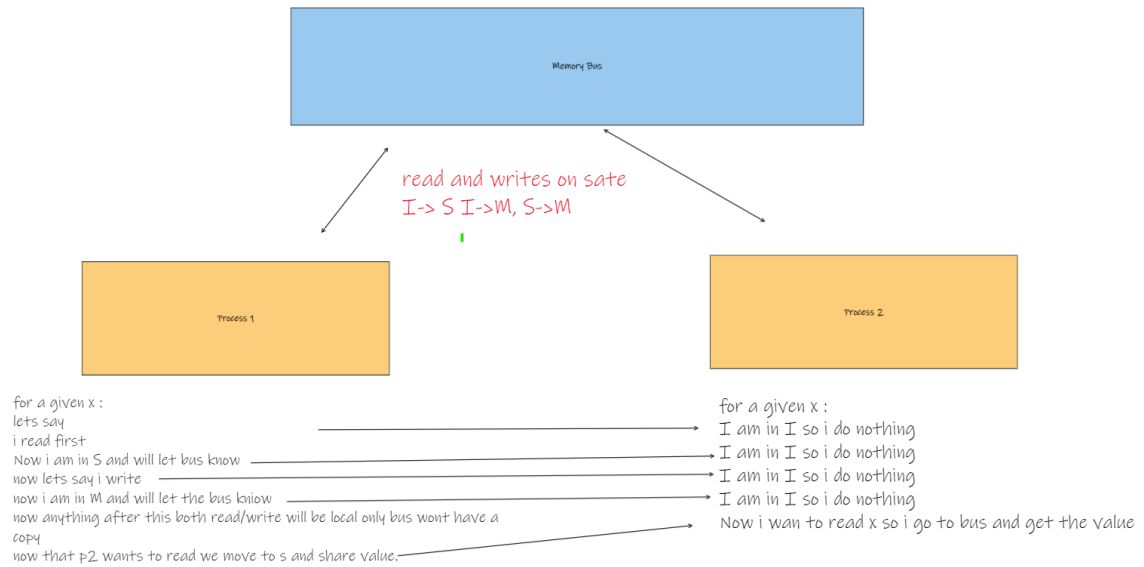 Memory Bus
read and writes on sate
I-> S I->M, S->M
Process 1
Process 2
for a given x :
lets say
i read first
Now i am in S and will let bus know
now lets say i write
now i am in M and will let the bus kniow
now anything after this both read/write will be local only bus wont have a
copy
now that p2 wants to read we move to s and share value.
for a given x :
I am in I so i do nothing
I am in I so i do nothing
I am in I so i do nothing
I am in I so i do nothing
Now i wan to read x so i go to bus and get the value